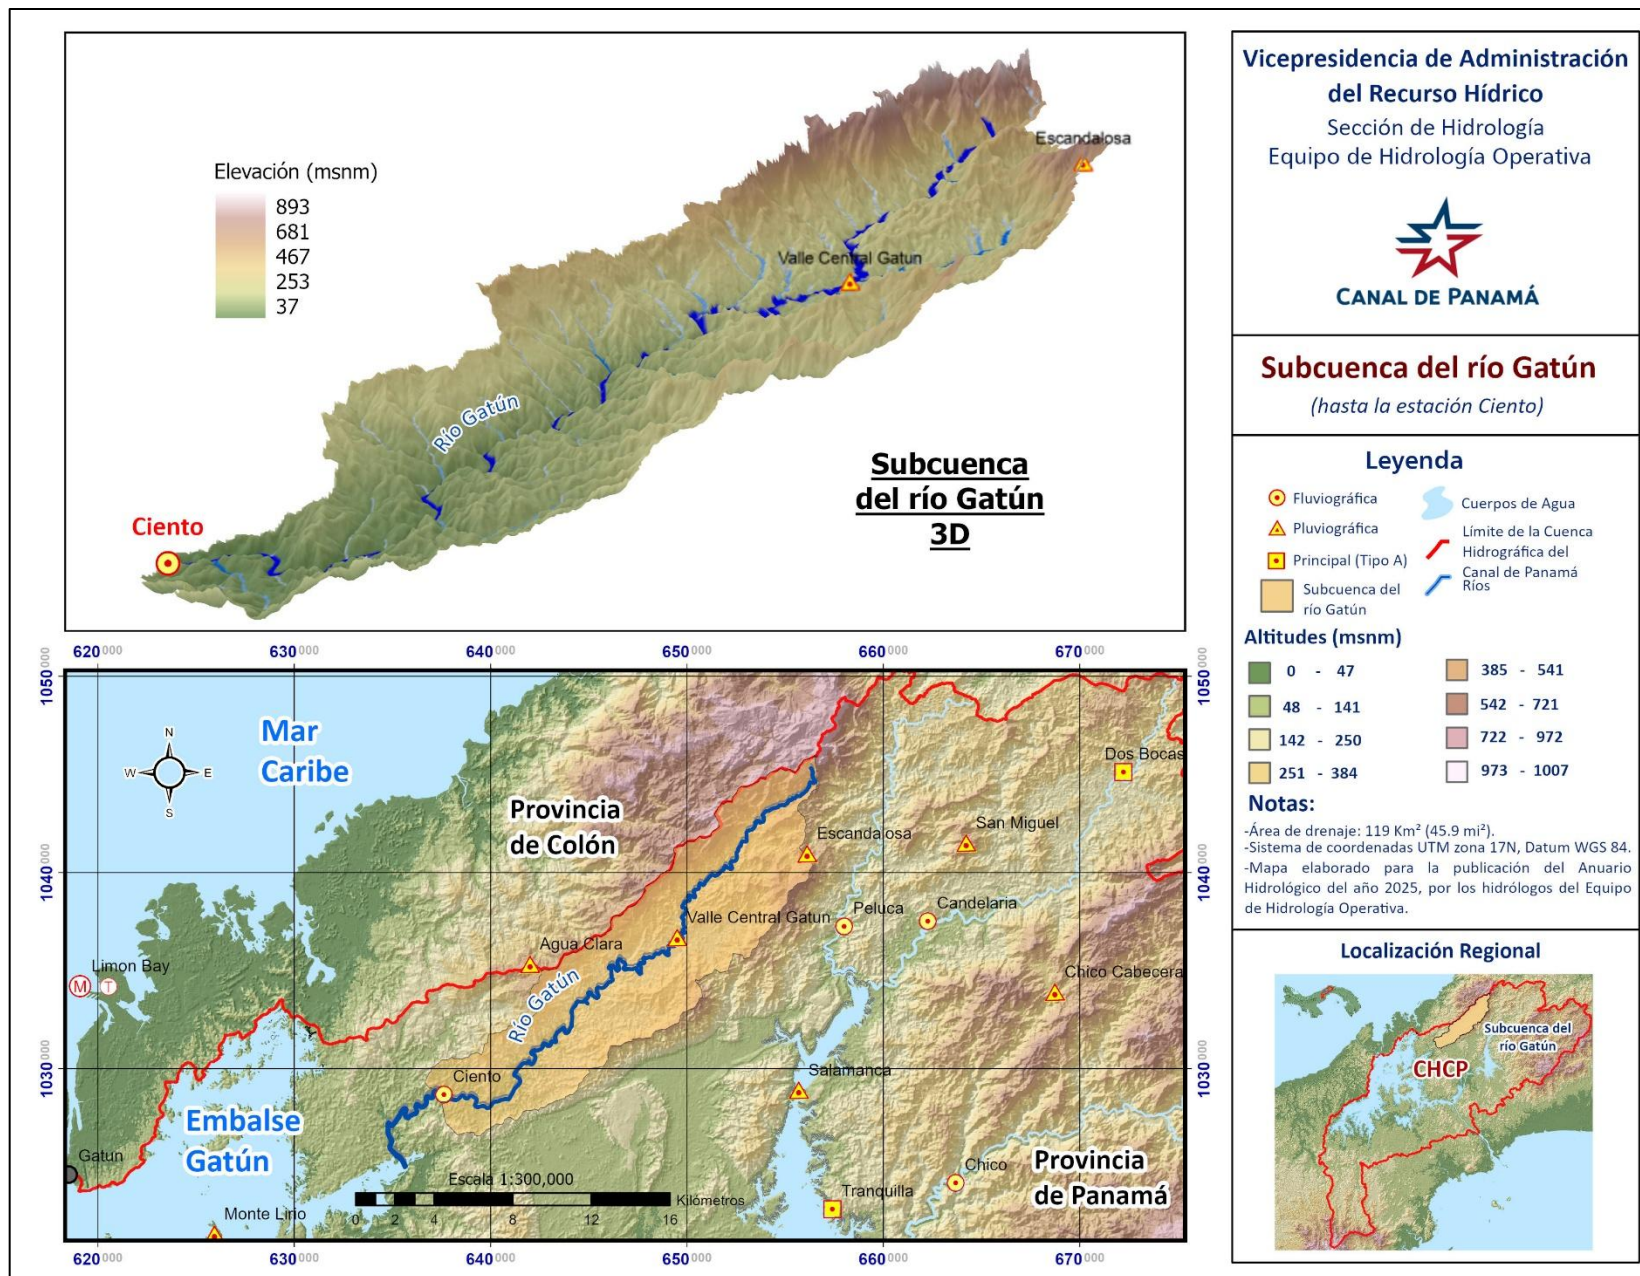 Elevación (msnm)
893
681
467
253
37
Escandalosa
Valle Central Gatun
Río Gatún
Ciento
Subcuenca
del río Gatún
3D
Vicepresidencia de Administración
del Recurso Hídrico
Sección de Hidrología
Equipo de Hidrología Operativa
CANAL DE PANAMÁ
Subcuenca del río Gatún
(hasta la estación Ciento)
Leyenda
Fluviográfica
Pluviográfica
Principal (Tipo A)
Subcuenca del
río Gatún
Cuerpos de Agua
Límite de la Cuenca
Hidrográfica del
Canal de Panamá
Ríos
Altitudes (msnm)
0 - 47
48 - 141
142 - 250
251 - 384
385 - 541
542 - 721
722 - 972
973 - 1007
Notas:
-Área de drenaje: 119 Km² (45.9 mi²).
-Sistema de coordenadas UTM zona 17N, Datum WGS 84.
-Mapa elaborado para la publicación del Anuario
Hidrológico del año 2025, por los hidrólogos del Equipo
de Hidrología Operativa.
Localización Regional
Subcuenca del
río Gatún
CHCP
620000 630000 640000 650000 660000 670000
1050000
1040000
1030000
1050000
1040000
1030000
N
W E
S
Mar
Caribe
Provincia
de Colón
Dos Bocas
Escandalosa
San Miguel
Valle Central Gatun
Peluca
Candelaria
Agua Clara
Limon Bay
M T
Chico Cabecera
Río Gatún
Ciento
Salamanca
Embalse
Gatún
Gatun
Escala 1:300,000
Kilómetros
0 2 4 8 12 16
Chico
Provincia
de Panamá
Tranquilla
Monte Lirio
620000 630000 640000 650000 660000 670000